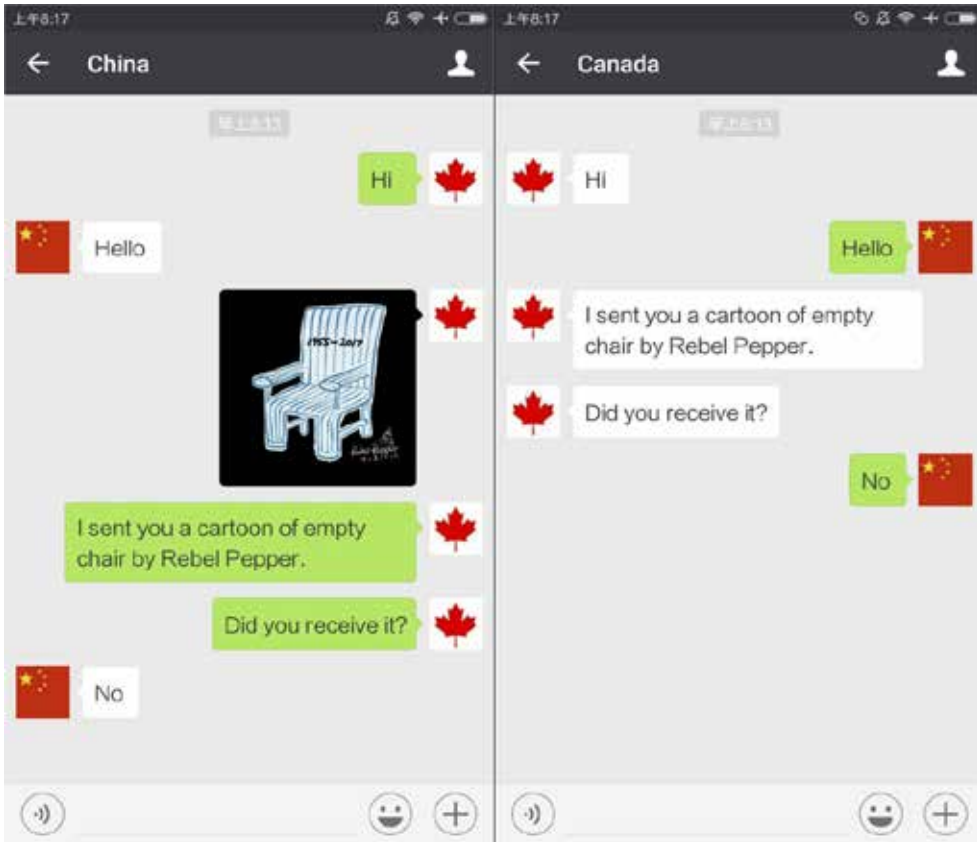 上午8:17
China
Hi
Hello
1955-2017
I sent you a cartoon of empty
chair by Rebel Pepper.
Did you receive it?
No
上午8:17
Canada
Hi
Hello
I sent you a cartoon of empty
chair by Rebel Pepper.
Did you receive it?
No